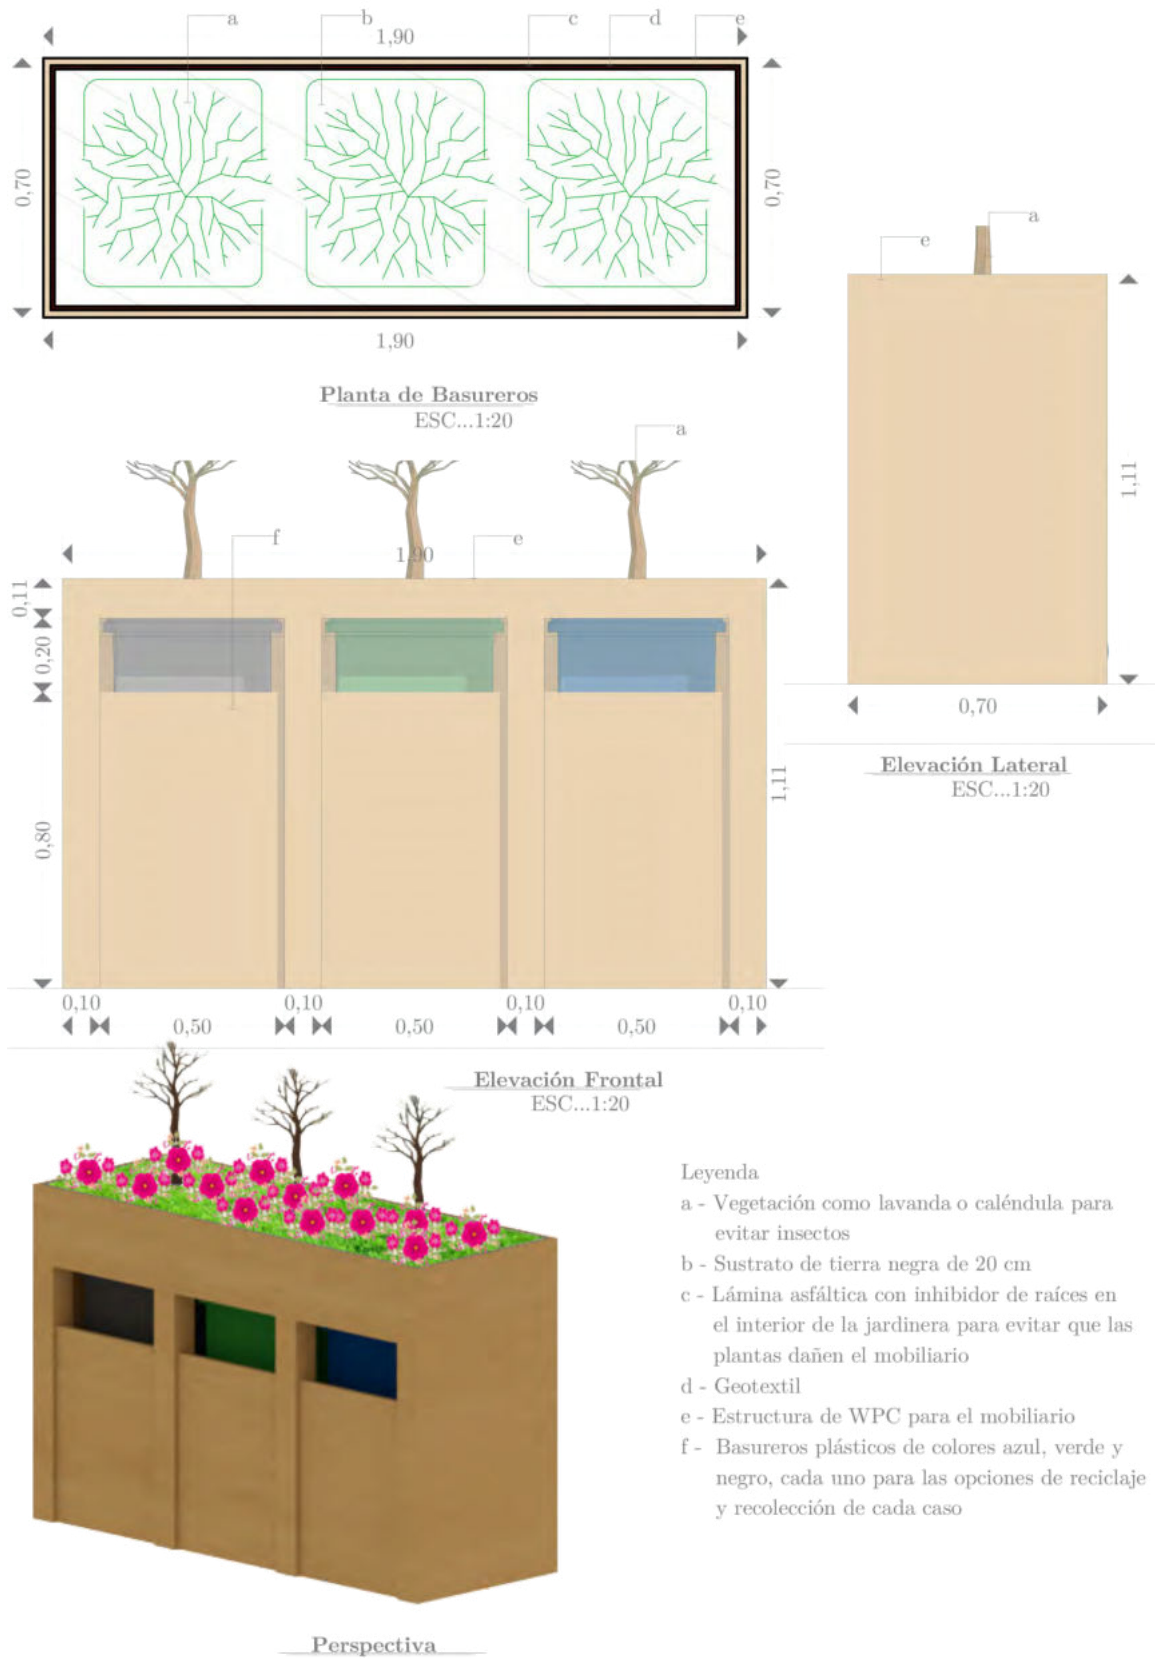 a
b
c
d
e
1,90
0,70
0,70
1,90
Planta de Basureros
ESC...1:20
a
e
1,11
0,70
Elevación Lateral
ESC...1:20
a
f
e
1,90
0,11
0,20
0,80
1,11
0,10
0,10
0,10
0,10
0,50
0,50
0,50
Elevación Frontal
ESC...1:20
Leyenda
a - Vegetación como lavanda o caléndula para
evitar insectos
b - Sustrato de tierra negra de 20 cm
c - Lámina asfáltica con inhibidor de raíces en
el interior de la jardinera para evitar que las
plantas dañen el mobiliario
d - Geotextil
e - Estructura de WPC para el mobiliario
f - Basureros plásticos de colores azul, verde y
negro, cada uno para las opciones de reciclaje
y recolección de cada caso
Perspectiva